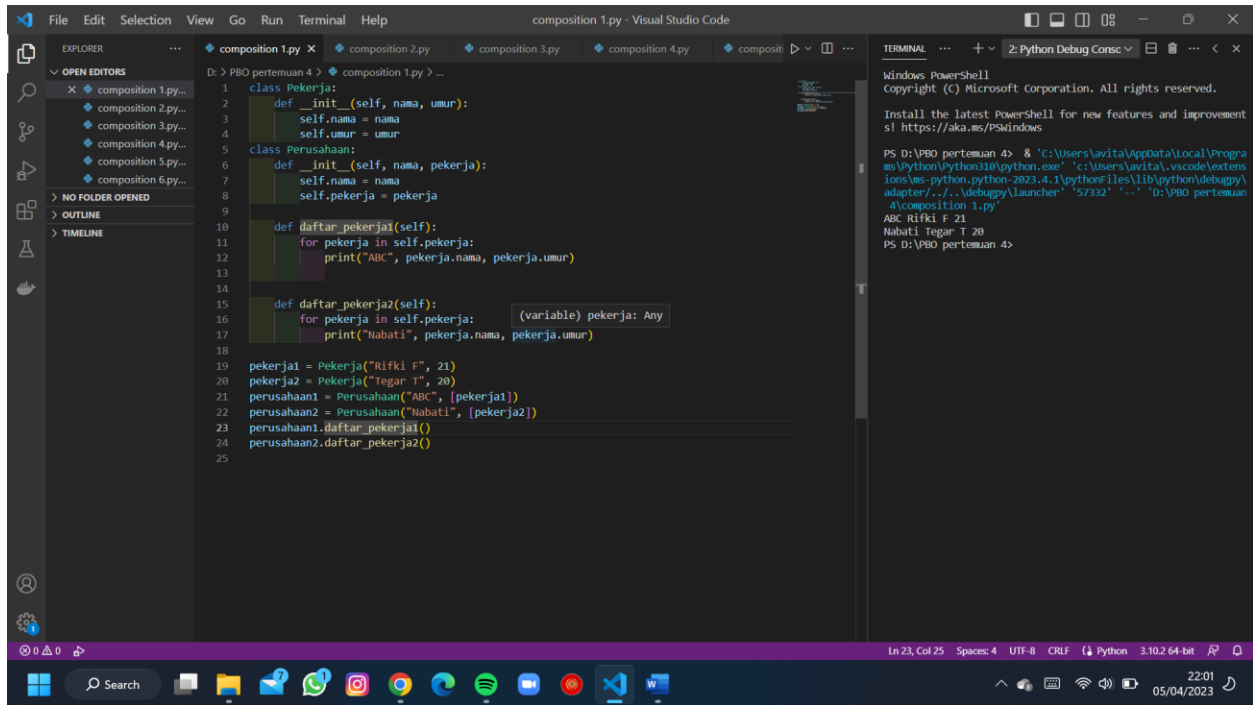 File Edit Selection View Go Run Terminal Help composition 1.py - Visual Studio Code
EXPLORER ...
OPEN EDITORS
composition 1.py...
composition 2.py...
composition 3.py...
composition 4.py...
composition 5.py...
composition 6.py...
NO FOLDER OPENED
OUTLINE
TIMELINE
composition 1.py composition 2.py composition 3.py composition 4.py composit
D: > PBO pertemuan 4 > composition 1.py > ...
1 class Pekerja:
2 def __init__(self, nama, umur):
3 self.nama = nama
4 self.umur = umur
5 class Perusahaan:
6 def __init__(self, nama, pekerja):
7 self.nama = nama
8 self.pekerja = pekerja
9
10 def daftar_pekerja1(self):
11 for pekerja in self.pekerja:
12 print("ABC", pekerja.nama, pekerja.umur)
13
14
15 def daftar_pekerja2(self):
16 for pekerja in self.pekerja:
(variable) pekerja: Any
17 print("Nabati", pekerja.nama, pekerja.umur)
18
19 pekerja1 = Pekerja("Rifki F", 21)
20 pekerja2 = Pekerja("Tegar T", 20)
21 perusahaan1 = Perusahaan("ABC", [pekerja1])
22 perusahaan2 = Perusahaan("Nabati", [pekerja2])
23 perusahaan1.daftar_pekerja1()
24 perusahaan2.daftar_pekerja2()
25
TERMINAL ... 2: Python Debug Consc
Windows PowerShell
Copyright (C) Microsoft Corporation. All rights reserved.
Install the latest PowerShell for new features and improvement
s! https://aka.ms/PSWindows
PS D:\PBO pertemuan 4> & 'C:\Users\avita\AppData\Local\Progra
ms\Python\Python310\python.exe' 'c:\Users\avita\.vscode\extens
ions\ms-python.python-2023.4.1\pythonFiles\lib\python\debugpy\
adapter/../..\debugpy\launcher' '57332' '--' 'D:\PBO pertemuan
4\composition 1.py'
ABC Rifki F 21
Nabati Tegar T 20
PS D:\PBO pertemuan 4>
0 0 Ln 23, Col 25 Spaces: 4 UTF-8 CRLF Python 3.10.2 64-bit
Search 7 1 22:01
05/04/2023